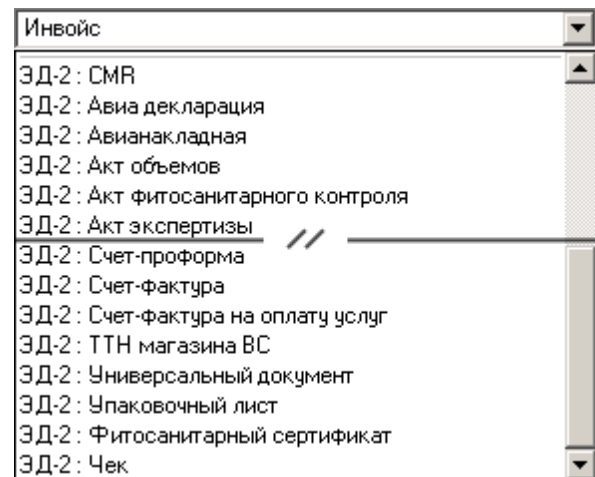 Инвойс
ЭД-2 : CMR
ЭД-2 : Авиа декларация
ЭД-2 : Авианакладная
ЭД-2 : Акт объемов
ЭД-2 : Акт фитосанитарного контроля
ЭД-2 : Акт экспертизы
ЭД-2 : Счет-проформа
ЭД-2 : Счет-фактура
ЭД-2 : Счет-фактура на оплату услуг
ЭД-2 : ТТН магазина ВС
ЭД-2 : Универсальный документ
ЭД-2 : Упаковочный лист
ЭД-2 : Фитосанитарный сертификат
ЭД-2 : Чек